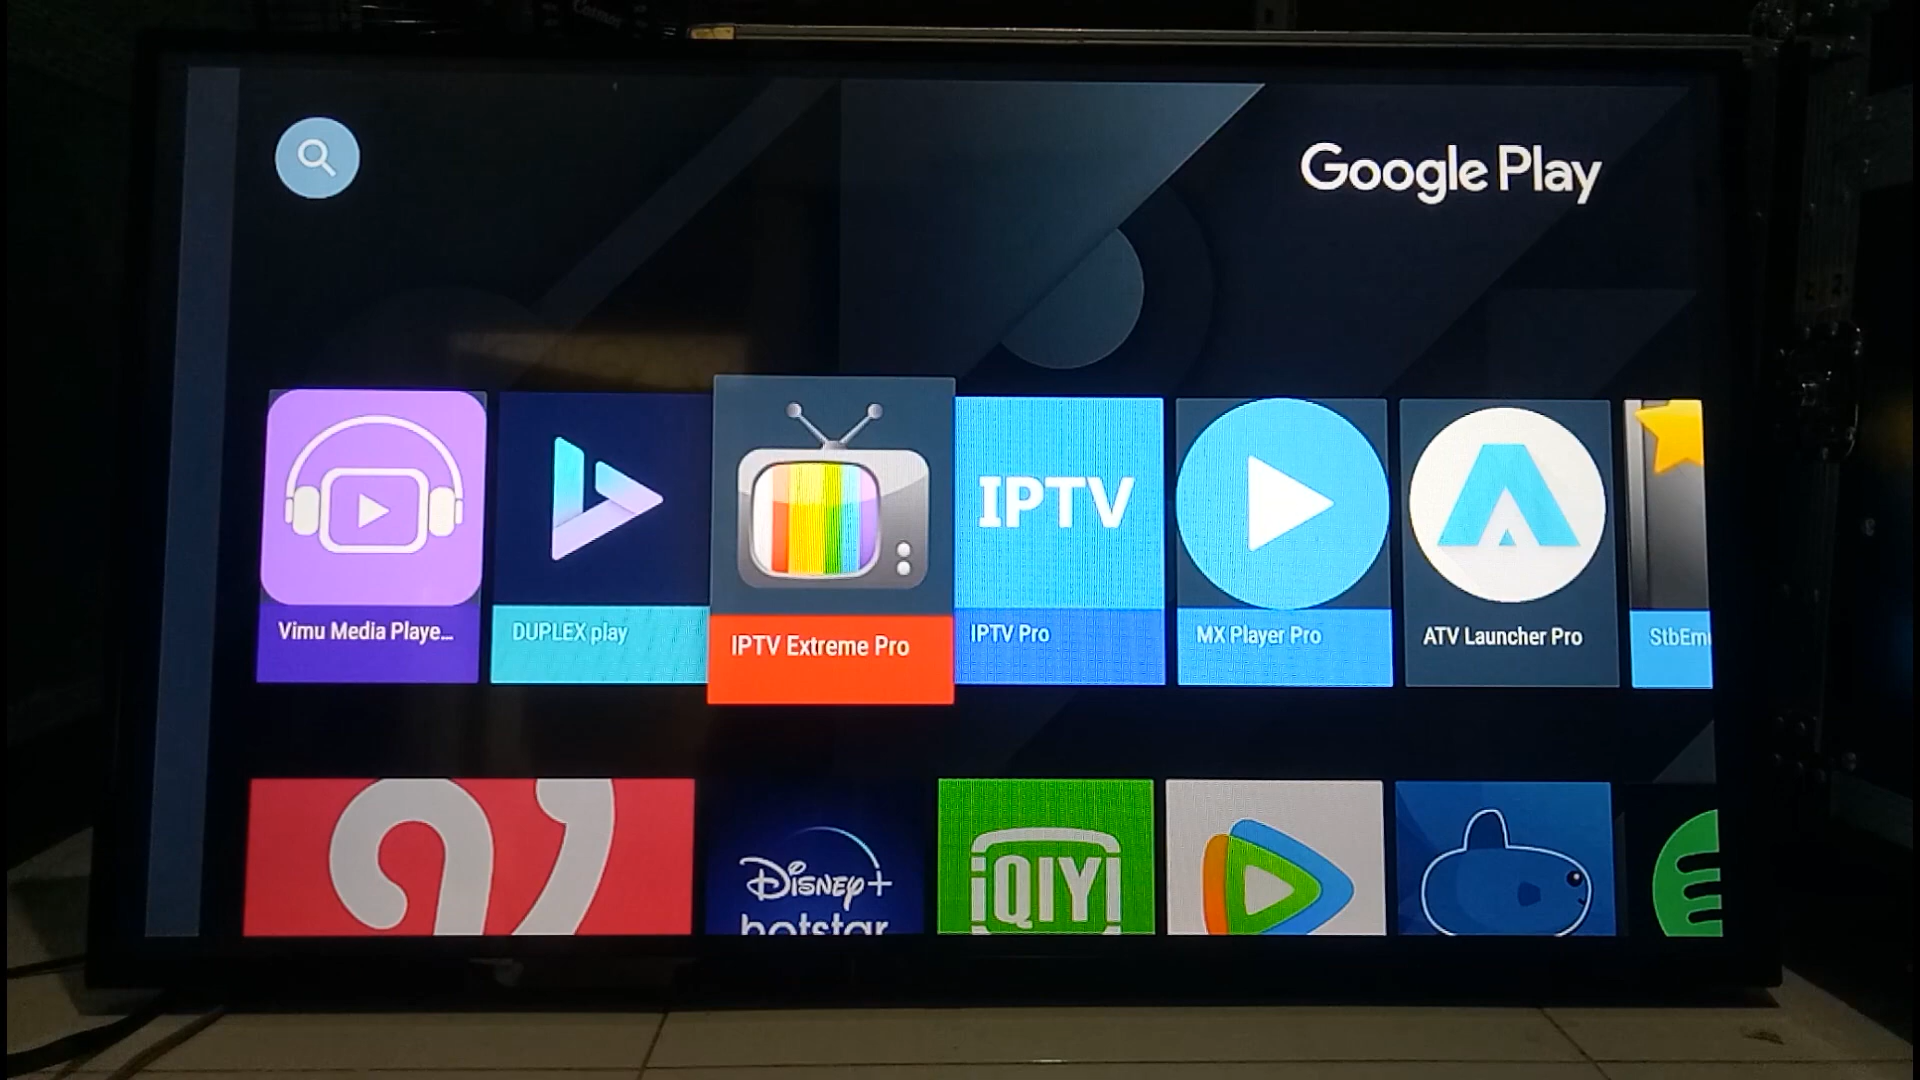 Google Play
IPTV
Vimu Media Playe...
DUPLEX play
IPTV Extreme Pro
IPTV Pro
MX Player Pro
ATV Launcher Pro
StbEm
Disney+
hotstar
iQIYI